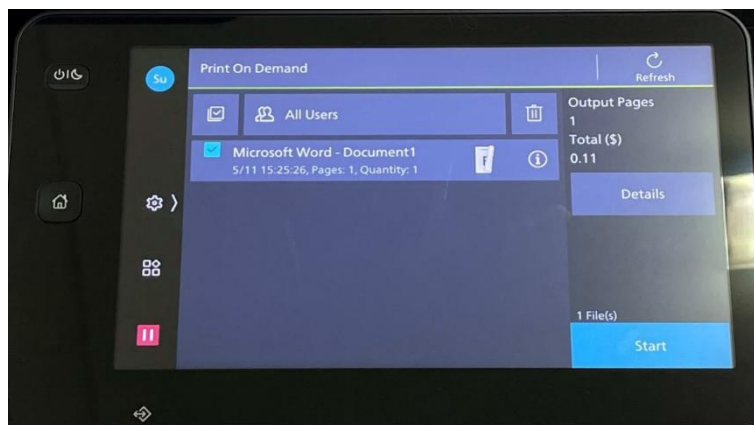 Su
Print On Demand
Refresh
All Users
Output Pages
1
Total ($)
0.11
Microsoft Word - Document1
5/11 15:25:26, Pages: 1, Quantity: 1
F
Details
1 File(s)
Start